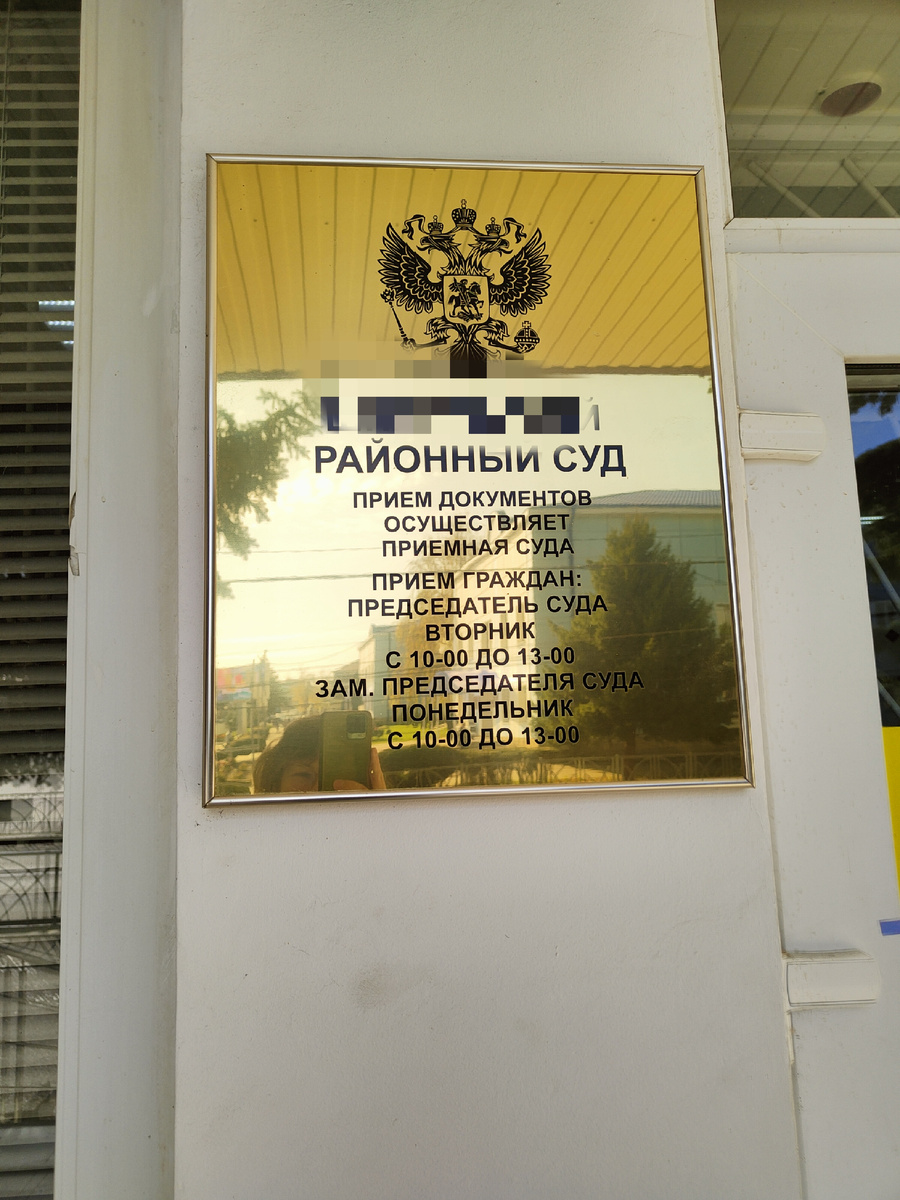 РАЙОННЫЙ СУД
ПРИЕМ ДОКУМЕНТОВ
ОСУЩЕСТВЛЯЕТ
ПРИЕМНАЯ СУДА
ПРИЕМ ГРАЖДАН:
ПРЕДСЕДАТЕЛЬ СУДА
ВТОРНИК
С 10-00 ДО 13-00
ЗАМ. ПРЕДСЕДАТЕЛЯ СУДА
ПОНЕДЕЛЬНИК
С 10-00 ДО 13-00